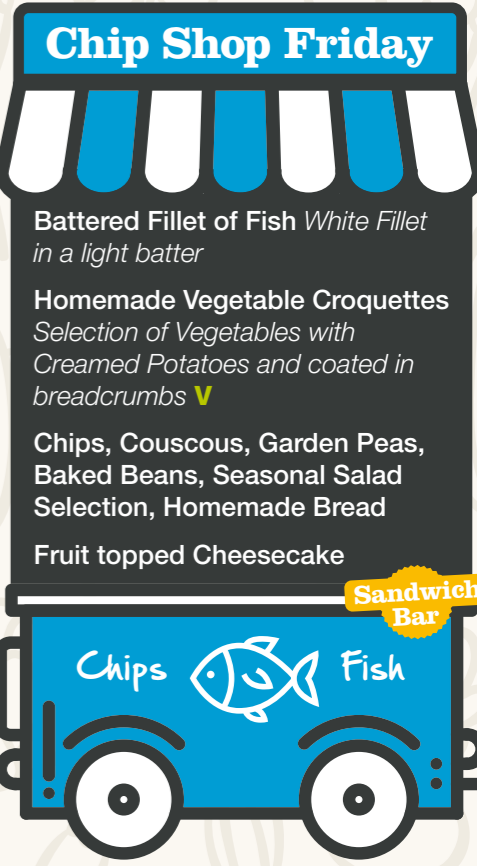 Chip Shop Friday
Battered Fillet of Fish White Fillet
in a light batter
Homemade Vegetable Croquettes
Selection of Vegetables with
Creamed Potatoes and coated in
breadcrumbs V
Chips, Couscous, Garden Peas,
Baked Beans, Seasonal Salad
Selection, Homemade Bread
Fruit topped Cheesecake
Sandwich
Bar
Chips Fish